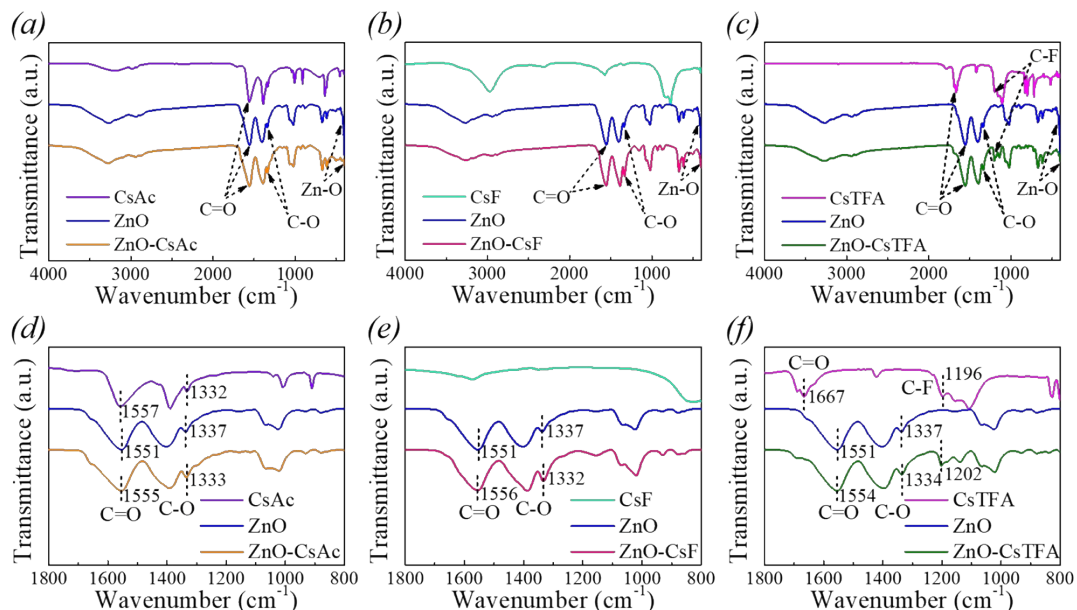 (a)
Transmittance (a.u.)
C=O
C-O
Zn-O
CsAc
ZnO
ZnO-CsAc
4000 3000 2000 1000
Wavenumber (cm-1)
(b)
Transmittance (a.u.)
C=O
C-O
Zn-O
CsF
ZnO
ZnO-CsF
4000 3000 2000 1000
Wavenumber (cm-1)
(c)
Transmittance (a.u.)
C-F
C=O
C-O
Zn-O
CsTFA
ZnO
ZnO-CsTFA
4000 3000 2000 1000
Wavenumber (cm-1)
(d)
Transmittance (a.u.)
1557
1332
1551
1337
1555
1333
C=O
C-O
CsAc
ZnO
ZnO-CsAc
1800 1600 1400 1200 1000 800
Wavenumber (cm-1)
(e)
Transmittance (a.u.)
1551
1337
1556
1332
C=O
C-O
CsF
ZnO
ZnO-CsF
1800 1600 1400 1200 1000 800
Wavenumber (cm-1)
(f)
Transmittance (a.u.)
C=O
1667
C-F
1196
1551
1337
1554
1334
1202
C=O
C-O
CsTFA
ZnO
ZnO-CsTFA
1800 1600 1400 1200 1000 800
Wavenumber (cm-1)